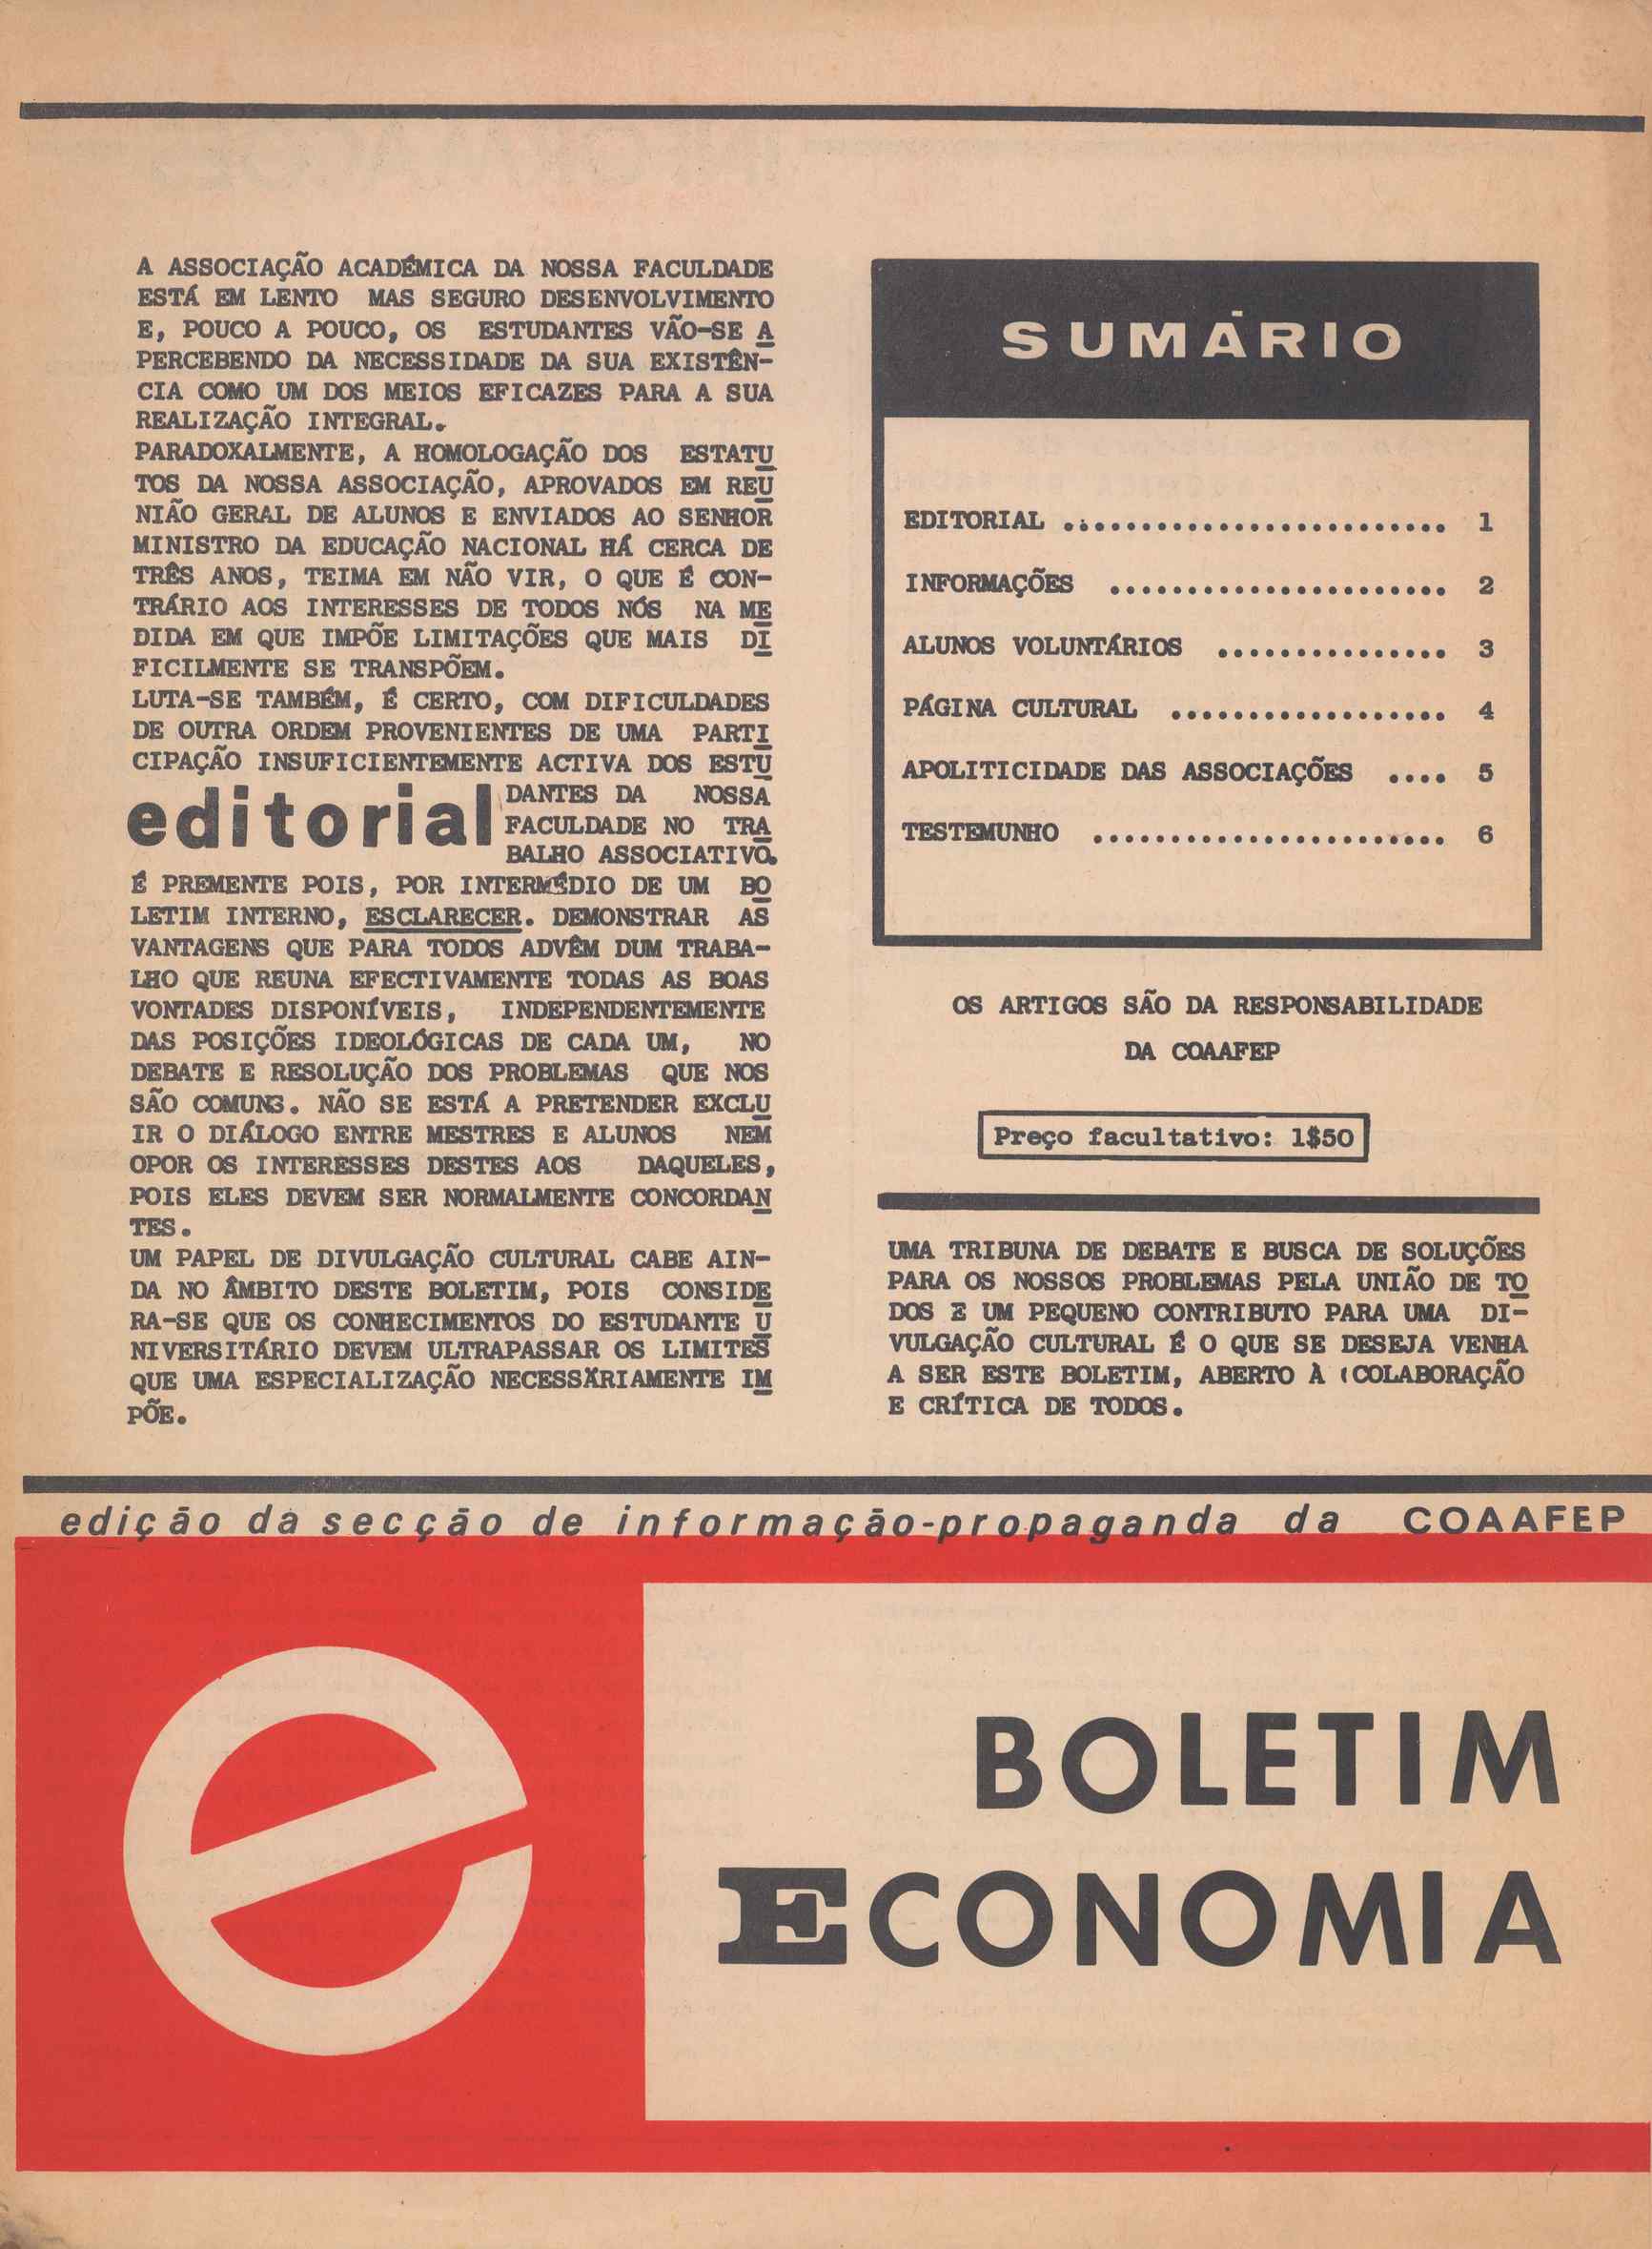 A ASSOCIAÇÃO ACADÉMICA DA NOSSA FACULDADE
ESTÁ EM LENTO MAS SEGURO DESENVOLVIMENTO
E, POUCO A POUCO, OS ESTUDANTES VÃO-SE A
PERCEBENDO DA NECESSIDADE DA SUA EXISTÊN-
CIA COMO UM DOS MEIOS EFICAZES PARA A SUA
REALIZAÇÃO INTEGRAL.
PARADOXALMENTE, A HOMOLOGAÇÃO DOS ESTATU
TOS DA NOSSA ASSOCIAÇÃO, APROVADOS EM REU
NIÃO GERAL DE ALUNOS E ENVIADOS AO SENHOR
MINISTRO DA EDUCAÇÃO NACIONAL HÁ CERCA DE
TRÊS ANOS, TEIMA EM NÃO VIR, O QUE É CON-
TRÁRIO AOS INTERESSES DE TODOS NÓS NA ME
DIDA EM QUE IMPÕE LIMITAÇÕES QUE MAIS DI
FICILMENTE SE TRANSPÕEM.
LUTA-SE TAMBÉM, É CERTO, COM DIFICULDADES
DE OUTRA ORDEM PROVENIENTES DE UMA PARTI
CIPAÇÃO INSUFICIENTEMENTE ACTIVA DOS ESTU
editorial
DANTES DA NOSSA
FACULDADE NO TRA
BALHO ASSOCIATIVO.
É PREMENTE POIS, POR INTERMÉDIO DE UM BO
LETIM INTERNO, ESCLARECER. DEMONSTRAR AS
VANTAGENS QUE PARA TODOS ADVÊM DUM TRABA-
LHO QUE REUNA EFECTIVAMENTE TODAS AS BOAS
VONTADES DISPONÍVEIS, INDEPENDENTEMENTE
DAS POSIÇÕES IDEOLÓGICAS DE CADA UM, NO
DEBATE E RESOLUÇÃO DOS PROBLEMAS QUE NOS
SÃO COMUNS. NÃO SE ESTÁ A PRETENDER EXCLU
IR O DIÁLOGO ENTRE MESTRES E ALUNOS NEM
OPOR OS INTERESSES DESTES AOS DAQUELES,
POIS ELES DEVEM SER NORMALMENTE CONCORDAN
TES.
UM PAPEL DE DIVULGAÇÃO CULTURAL CABE AIN-
DA NO ÂMBITO DESTE BOLETIM, POIS CONSIDE
RA-SE QUE OS CONHECIMENTOS DO ESTUDANTE U
NIVERSITÁRIO DEVEM ULTRAPASSAR OS LIMITES
QUE UMA ESPECIALIZAÇÃO NECESSÁRIAMENTE IM
PÕE.
SUMÁRIO
EDITORIAL ......................... 1
INFORMAÇÕES ...................... 2
ALUNOS VOLUNTÁRIOS ............... 3
PÁGINA CULTURAL .................. 4
APOLITICIDADE DAS ASSOCIAÇÕES .... 5
TESTEMUNHO ....................... 6
OS ARTIGOS SÃO DA RESPONSABILIDADE
DA COAAFEP
Preço facultativo: 1$50
UMA TRIBUNA DE DEBATE E BUSCA DE SOLUÇÕES
PARA OS NOSSOS PROBLEMAS PELA UNIÃO DE TO
DOS E UM PEQUENO CONTRIBUTO PARA UMA DI-
VULGAÇÃO CULTURAL É O QUE SE DESEJA VENHA
A SER ESTE BOLETIM, ABERTO À COLABORAÇÃO
E CRÍTICA DE TODOS.
edição da secção de informação-propaganda da COAAFEP
e
BOLETIM
ECONOMIA